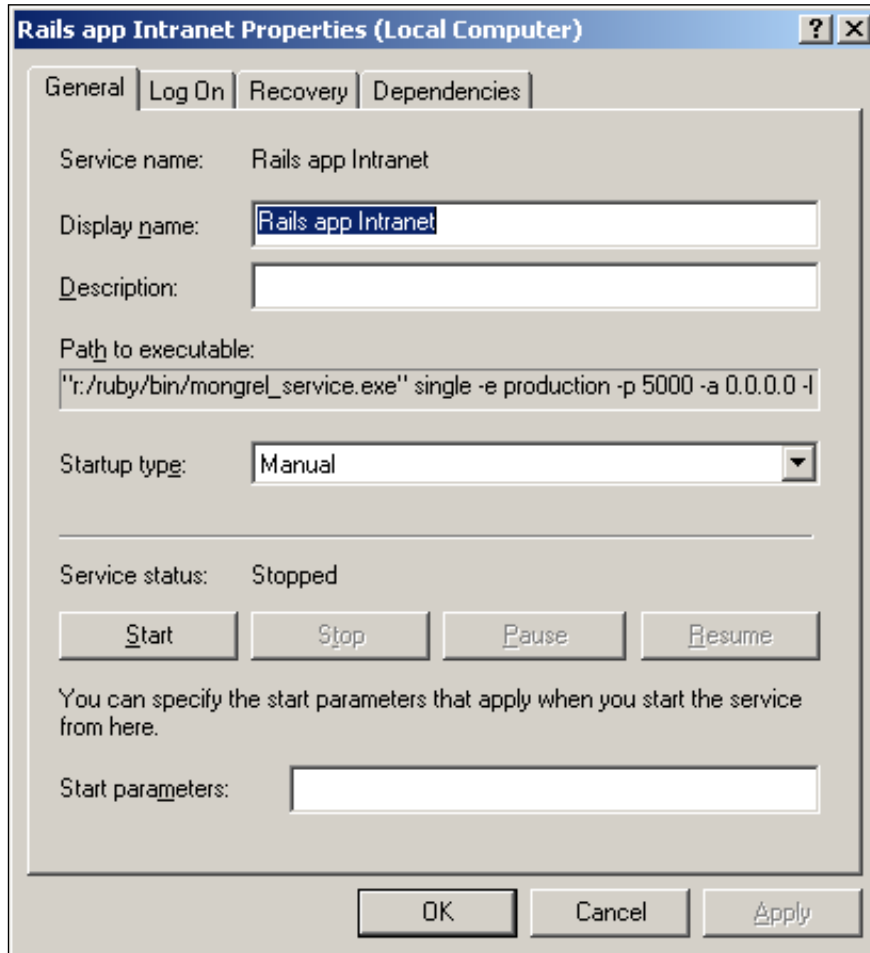 Rails app Intranet Properties (Local Computer)
General Log On Recovery Dependencies
Service name: Rails app Intranet
Display name: Rails app Intranet
Description:
Path to executable:
"r:/ruby/bin/mongrel_service.exe" single -e production -p 5000 -a 0.0.0.0 -l
Startup type: Manual
Service status: Stopped
Start Stop Pause Resume
You can specify the start parameters that apply when you start the service
from here.
Start parameters:
OK Cancel Apply